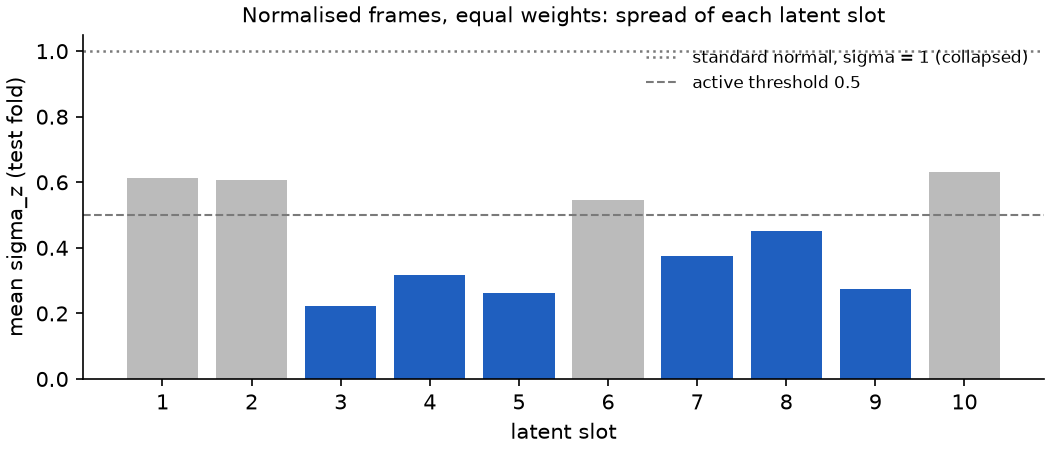 Normalised frames, equal weights: spread of each latent slot
standard normal, sigma = 1 (collapsed)
active threshold 0.5
mean sigma_z (test fold)
1.0
0.8
0.6
0.4
0.2
0.0
1 2 3 4 5 6 7 8 9 10
latent slot